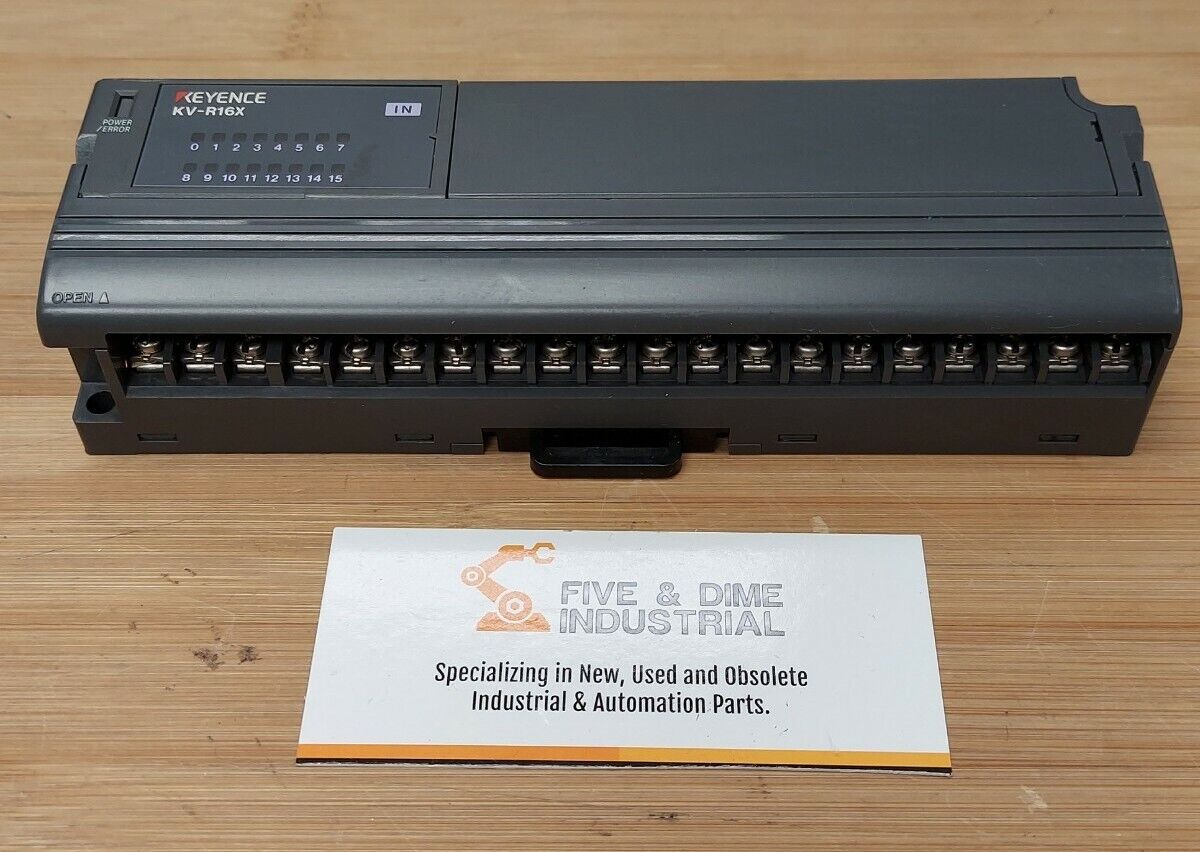 KEYENCE
KV-R16X
IN
POWER
/ERROR
0 1 2 3 4 5 6 7
8 9 10 11 12 13 14 15
OPEN
FIVE & DIME
INDUSTRIAL
Specializing in New, Used and Obsolete
Industrial & Automation Parts.